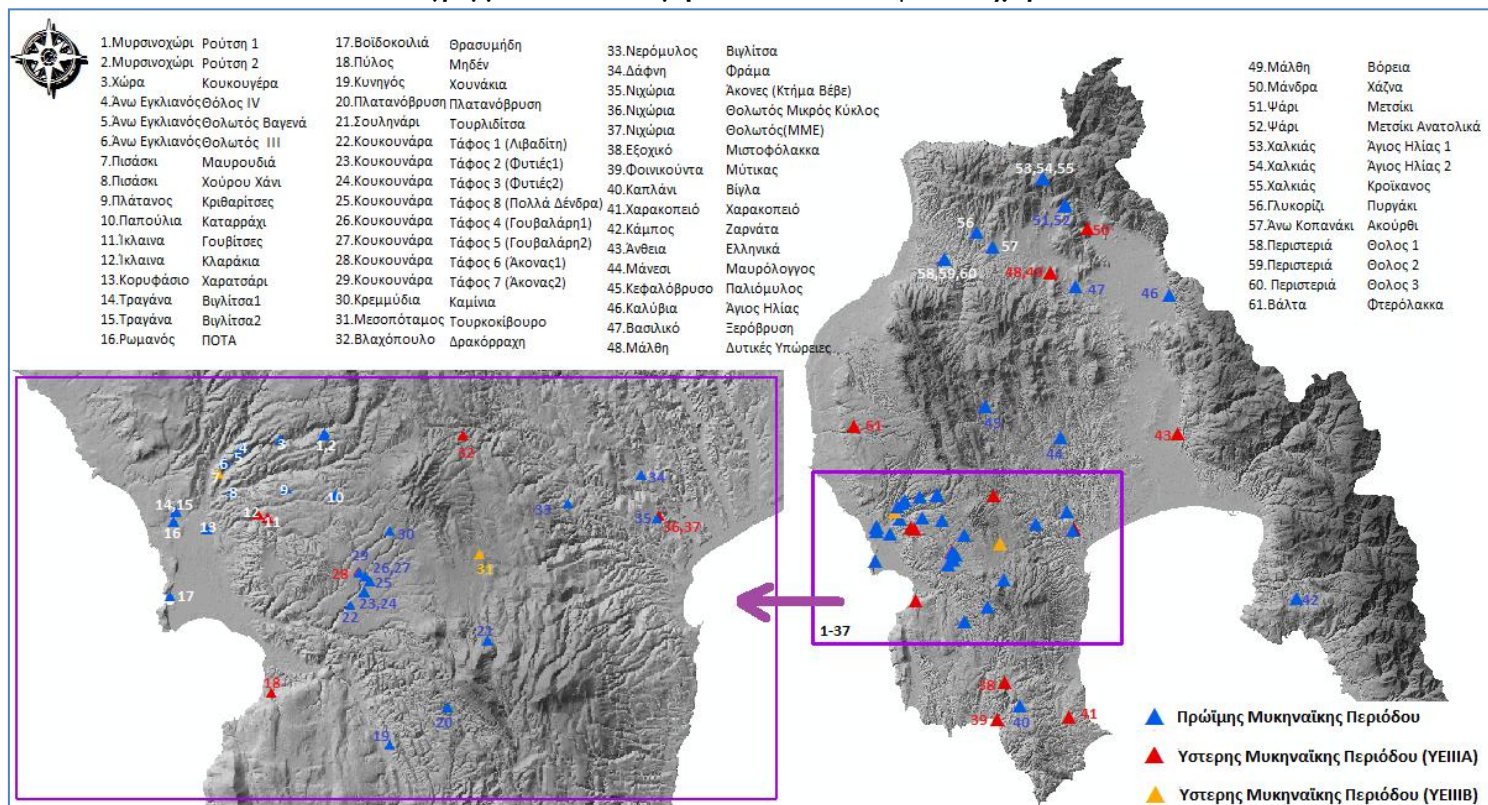 1.Μυρσινοχώρι Ρούτση 1
2.Μυρσινοχώρι Ρούτση 2
3.Χώρα Κουκουγέρα
4.Άνω Εγκλιανός Θόλος IV
5.Άνω Εγκλιανός Θολωτός Βαγενά
6.Άνω Εγκλιανός Θολωτός III
7.Πισάσκι Μαυρουδιά
8.Πισάσκι Χούρου Χάνι
9.Πλάτανος Κριθαρίτσες
10.Παπούλια Καταρράχι
11.Ίκλαινα Γουβίτσες
12.Ίκλαινα Κλαράκια
13.Κορυφάσιο Χαρατσάρι
14.Τραγάνα Βιγλίτσα1
15.Τραγάνα Βιγλίτσα2
16.Ρωμανός ΠΟΤΑ
17.Βοϊδοκοιλιά Θρασυμήδη
18.Πύλος Μηδέν
19.Κυνηγός Χουνάκια
20.Πλατανόβρυση Πλατανόβρυση
21.Σουληνάρι Τουρλιδίτσα
22.Κουκουνάρα Τάφος 1 (Λιβαδίτη)
23.Κουκουνάρα Τάφος 2 (Φυτιές1)
24.Κουκουνάρα Τάφος 3 (Φυτιές2)
25.Κουκουνάρα Τάφος 8 (Πολλά Δένδρα)
26.Κουκουνάρα Τάφος 4 (Γουβαλάρη1)
27.Κουκουνάρα Τάφος 5 (Γουβαλάρη2)
28.Κουκουνάρα Τάφος 6 (Άκονας1)
29.Κουκουνάρα Τάφος 7 (Άκονας2)
30.Κρεμμύδια Καμίνια
31.Μεσοπόταμος Τουρκοκίβουρο
32.Βλαχόπουλο Δρακόρραχη
33.Νερόμυλος Βιγλίτσα
34.Δάφνη Φράμα
35.Νιχώρια Άκονες (Κτήμα Βέβε)
36.Νιχώρια Θολωτός Μικρός Κύκλος
37.Νιχώρια Θολωτός(ΜΜΕ)
38.Εξοχικό Μιστοφόλακκα
39.Φοινικούντα Μύτικας
40.Καπλάνι Βίγλα
41.Χαρακοπειό Χαρακοπειό
42.Κάμπος Ζαρνάτα
43.Άνθεια Ελληνικά
44.Μάνεσι Μαυρόλογγος
45.Κεφαλόβρυσο Παλιόμυλος
46.Καλύβια Άγιος Ηλίας
47.Βασιλικό Ξερόβρυση
48.Μάλθη Δυτικές Υπώρειες
49.Μάλθη Βόρεια
50.Μάνδρα Χάζνα
51.Ψάρι Μετσίκι
52.Ψάρι Μετσίκι Ανατολικά
53.Χαλκιάς Άγιος Ηλίας 1
54.Χαλκιάς Άγιος Ηλίας 2
55.Χαλκιάς Κροϊκανος
56.Γλυκορίζι Πυργάκι
57.Άνω Κοπανάκι Ακούρθι
58.Περιστεριά Θολος 1
59.Περιστεριά Θολος 2
60. Περιστεριά Θολος 3
61.Βάλτα Φτερόλακκα
53,54,55
51,52
50
56
57
58,59,60
48,49
47
46
45
61
44
43
42
1-37
38
39
40
41
1,2
3
4
5
6
7
8
9
10
12
11
14,15
16
13
17
18
19
20
21
22
23,24
25
26,27
28
29
30
31
32
33
34
35
36,37
Πρώϊμης Μυκηναϊκης Περιόδου
Υστερης Μυκηναϊκης Περιόδου (ΥΕΙΙΙΑ)
Υστερης Μυκηναϊκης Περιόδου (ΥΕΙΙΙΒ)